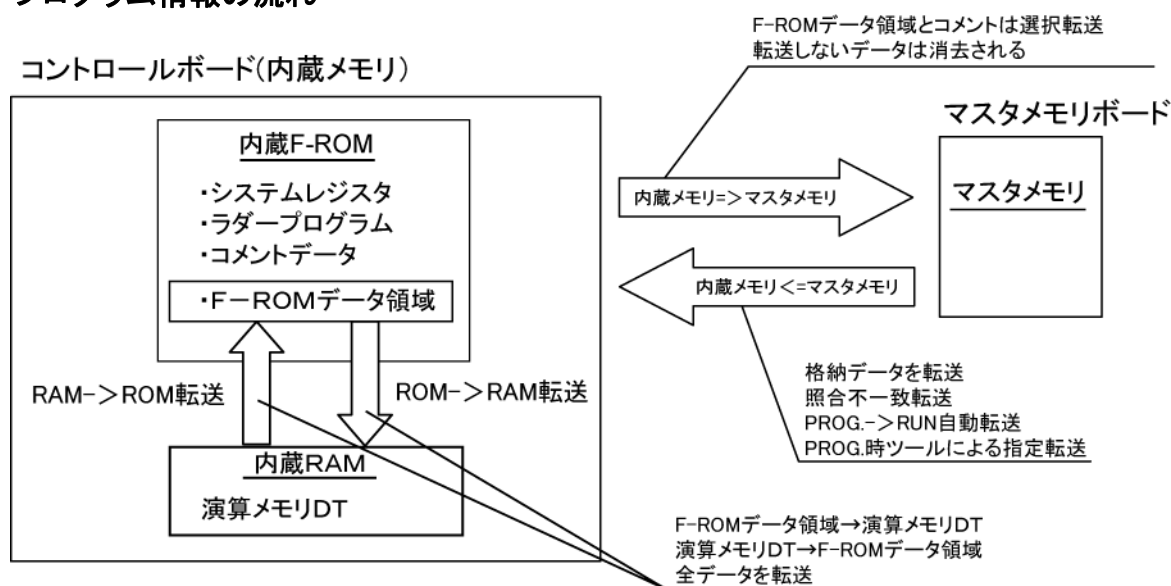 プログラム情報の流れ
F-ROMデータ領域とコメントは選択転送
転送しないデータは消去される
コントロールボード(内蔵メモリ)
マスタメモリボード
内蔵F-ROM
・システムレジスタ
・ラダープログラム
・コメントデータ
・F－ROMデータ領域
内蔵メモリ=>マスタメモリ
マスタメモリ
内蔵メモリ<=マスタメモリ
RAM->ROM転送
ROM->RAM転送
格納データを転送
照合不一致転送
PROG.->RUN自動転送
PROG.時ツールによる指定転送
内蔵RAM
演算メモリDT
F-ROMデータ領域→演算メモリDT
演算メモリDT→F-ROMデータ領域
全データを転送